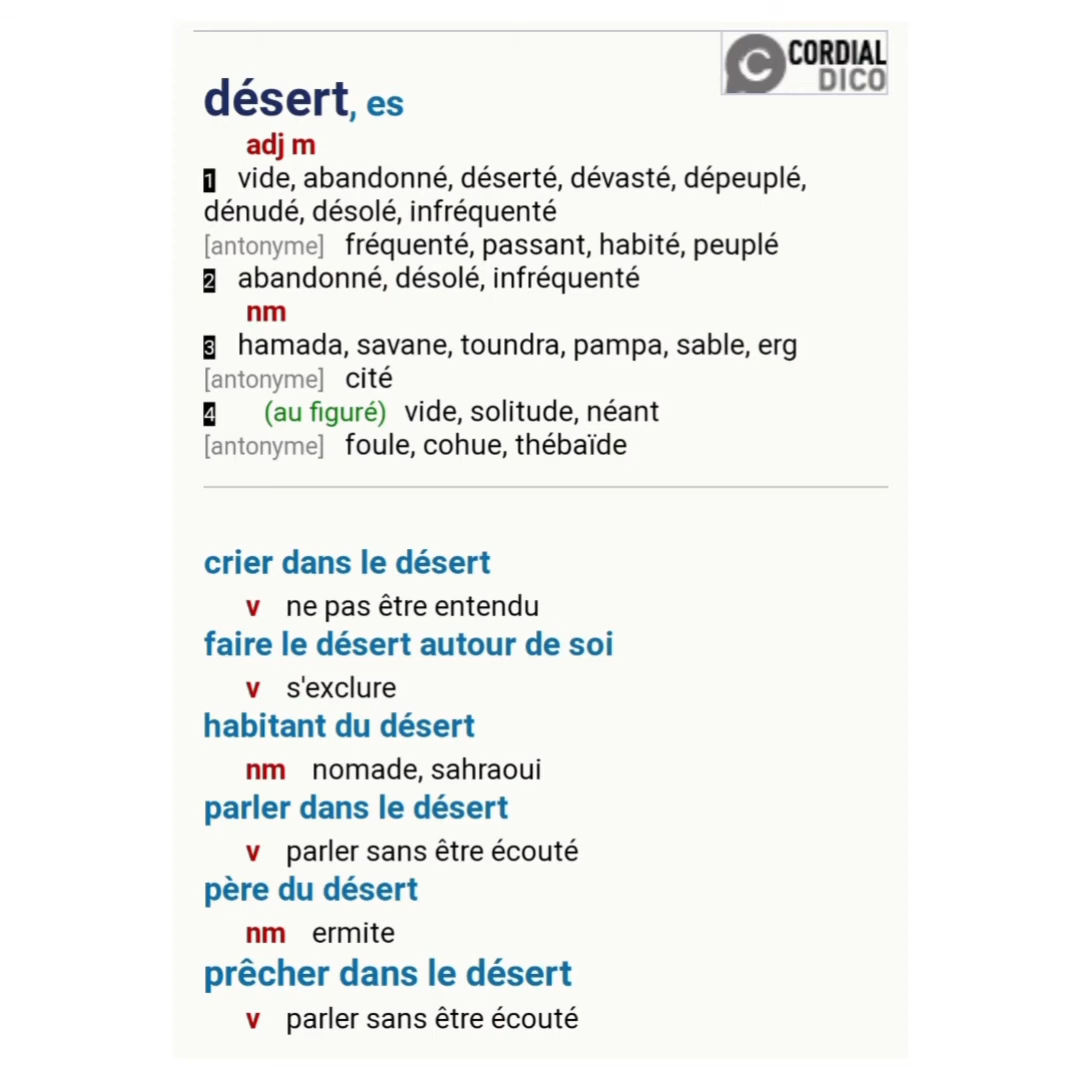 CORDIAL
DICO
désert, es
adj m
1 vide, abandonné, déserté, dévasté, dépeuplé,
dénudé, désolé, infréquenté
[antonyme] fréquenté, passant, habité, peuplé
2 abandonné, désolé, infréquenté
nm
3 hamada, savane, toundra, pampa, sable, erg
[antonyme] cité
4 (au figuré) vide, solitude, néant
[antonyme] foule, cohue, thébaïde
crier dans le désert
v ne pas être entendu
faire le désert autour de soi
v s'exclure
habitant du désert
nm nomade, sahraoui
parler dans le désert
v parler sans être écouté
père du désert
nm ermite
prêcher dans le désert
v parler sans être écouté